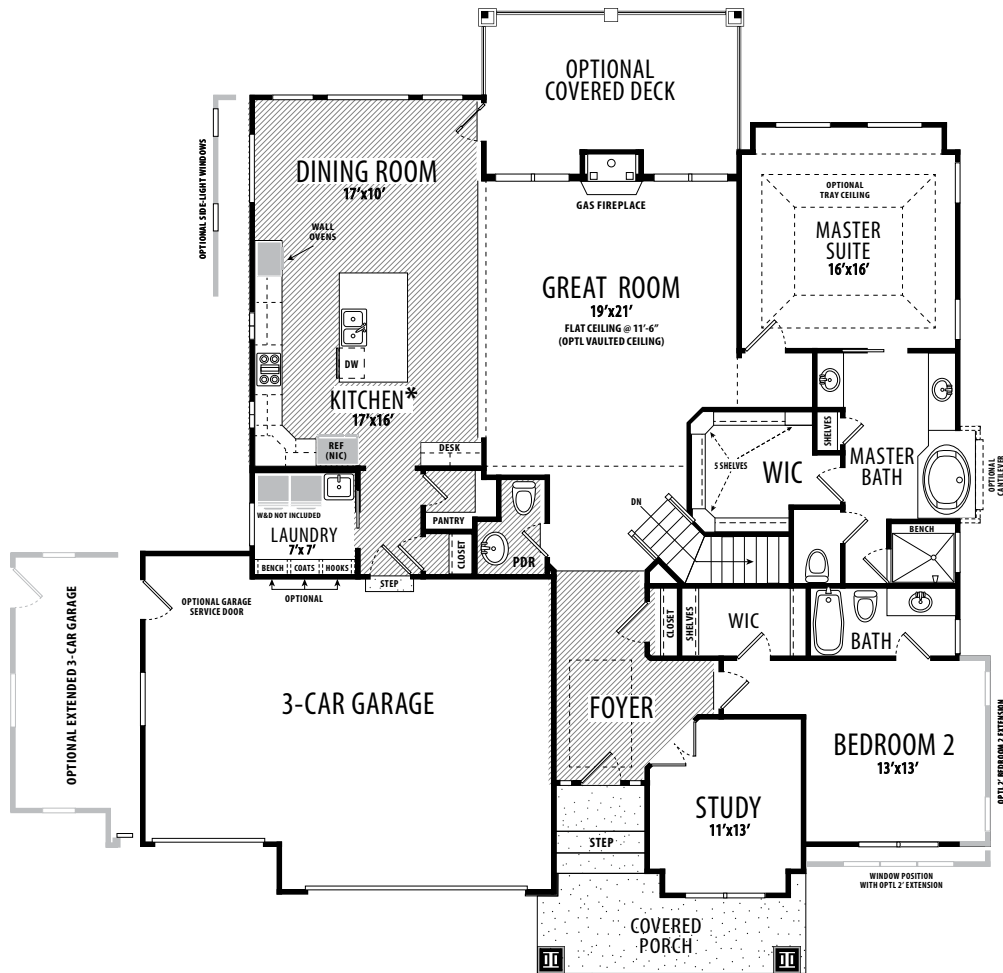 OPTIONAL
COVERED DECK
DINING ROOM
17'x10'
OPTIONAL SIDE-LIGHT WINDOWS
WALL
OVENS
GAS FIREPLACE
OPTIONAL
TRAY CEILING
MASTER
SUITE
16'x16'
GREAT ROOM
19'x21'
FLAT CEILING @ 11'-6"
(OPTL VAULTED CEILING)
DW
KITCHEN*
17'x16'
REF
(NIC)
DESK
SHELVES
5 SHELVES
WIC
MASTER
BATH
OPTIONAL
CANTILEVER
W&D NOT INCLUDED
LAUNDRY
7'x 7'
BENCH
COATS
HOOKS
OPTIONAL
PANTRY
CLOSET
PDR
STEP
DN
BENCH
OPTIONAL GARAGE
SERVICE DOOR
OPTIONAL EXTENDED 3-CAR GARAGE
3-CAR GARAGE
CLOSET
SHELVES
WIC
BATH
FOYER
BEDROOM 2
13'x13'
OPTL 2' BEDROOM 2 EXTENSION
STUDY
11'x13'
STEP
WINDOW POSITION
WITH OPTL 2' EXTENSION
COVERED
PORCH